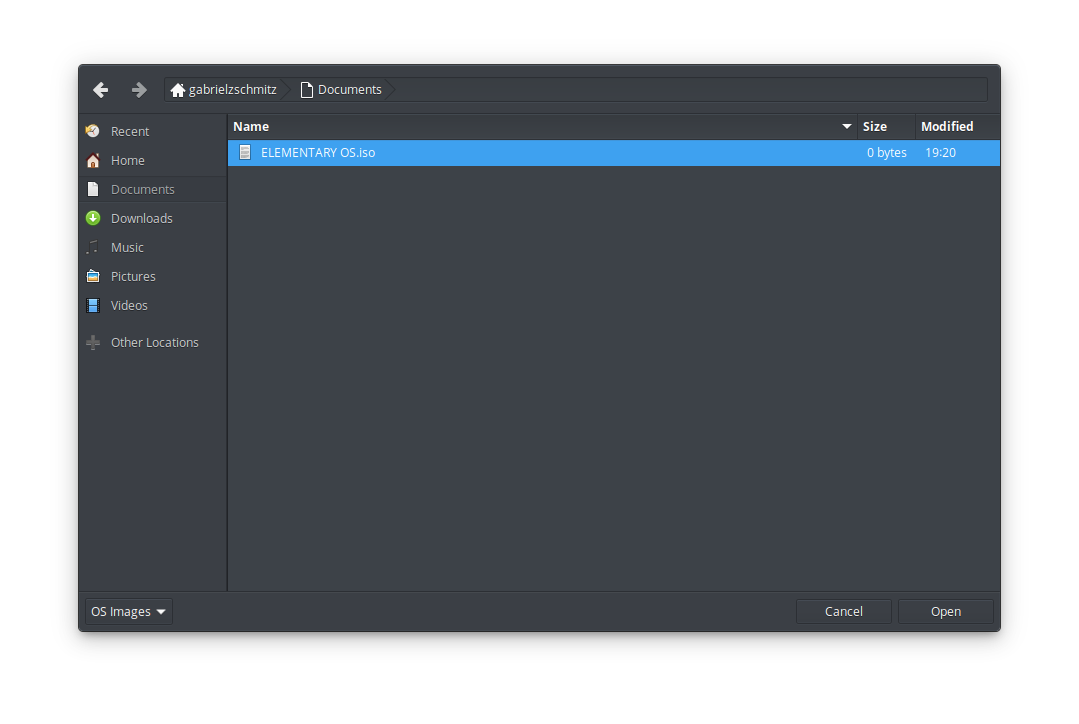 gabrielzschmitz Documents
Recent
Home
Documents
Downloads
Music
Pictures
Videos
Other Locations
Name Size Modified
ELEMENTARY OS.iso 0 bytes 19:20
OS Images Cancel Open